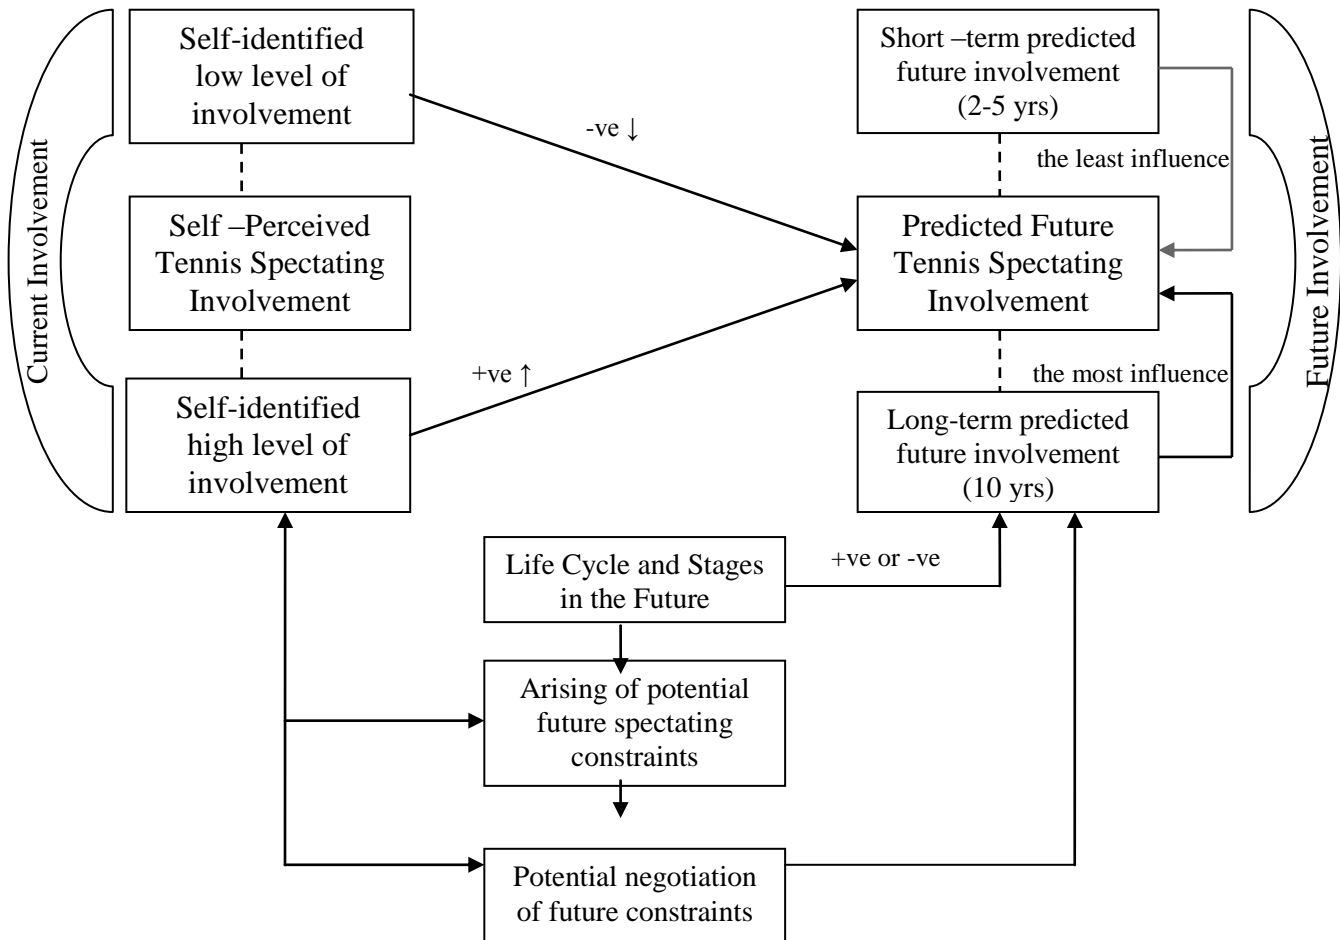 Current Involvement
Self-identified
low level of
involvement
Self –Perceived
Tennis Spectating
Involvement
Self-identified
high level of
involvement
-ve ↓
+ve ↑
Short –term predicted
future involvement
(2-5 yrs)
the least influence
Predicted Future
Tennis Spectating
Involvement
the most influence
Long-term predicted
future involvement
(10 yrs)
Future Involvement
Life Cycle and Stages
in the Future
+ve or -ve
Arising of potential
future spectating
constraints
Potential negotiation
of future constraints